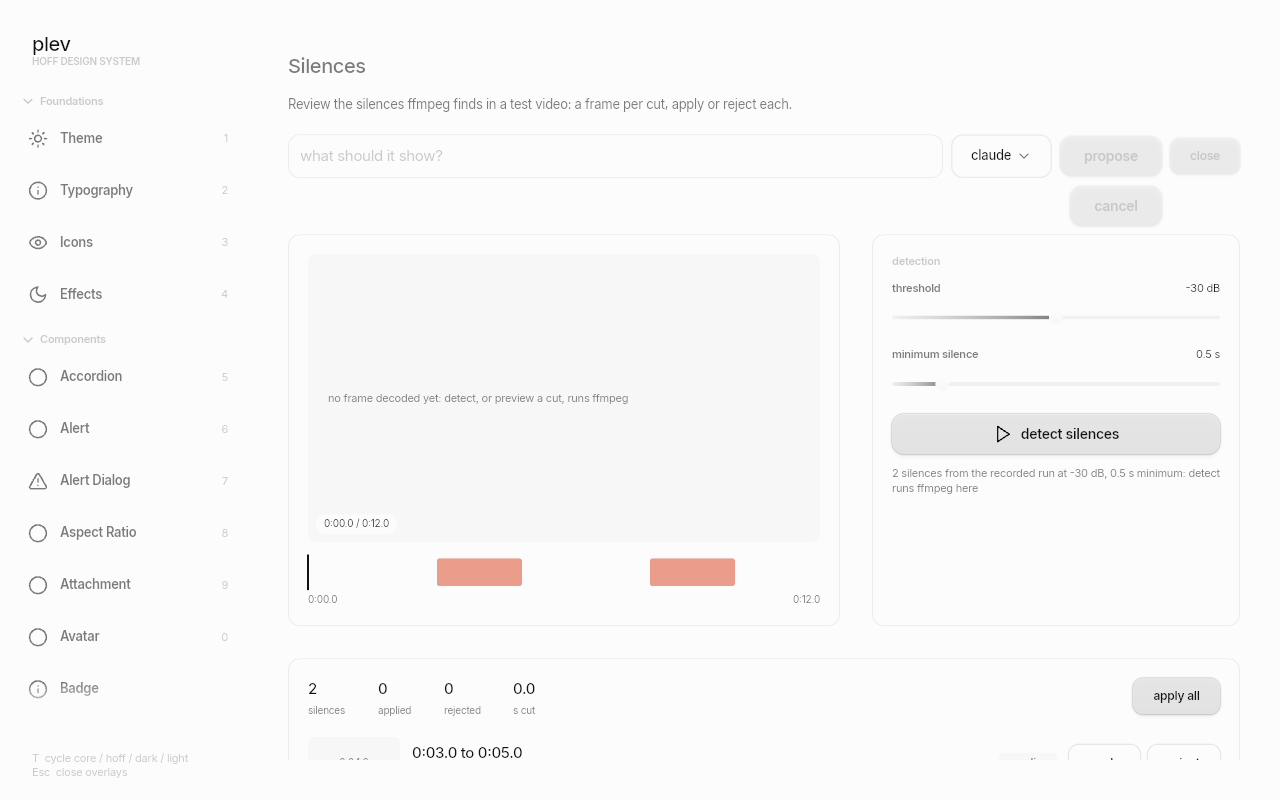 plev
HOFF DESIGN SYSTEM
Foundations
Theme 1
Typography 2
Icons 3
Effects 4
Components
Accordion 5
Alert 6
Alert Dialog 7
Aspect Ratio 8
Attachment 9
Avatar 0
Badge
T cycle core / hoff / dark / light
Esc close overlays
Silences
Review the silences ffmpeg finds in a test video: a frame per cut, apply or reject each.
what should it show?
claude
propose
close
cancel
no frame decoded yet: detect, or preview a cut, runs ffmpeg
0:00.0 / 0:12.0
0:00.0 0:12.0
detection
threshold -30 dB
minimum silence 0.5 s
detect silences
2 silences from the recorded run at -30 dB, 0.5 s minimum: detect
runs ffmpeg here
2 0 0 0.0
silences applied rejected s cut
apply all
0:03.0 to 0:05.0